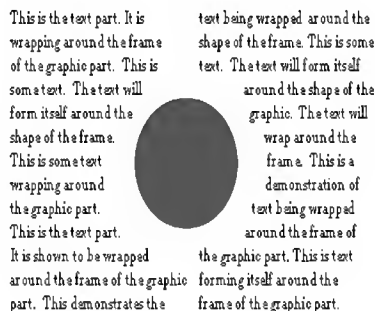 This is the text part. It is
wrapping around the frame
of the graphic part. This is
some text. The text will
form itself around the
shape of the frame.
This is some text
wrapping around
the graphic part.
This is the text part.
It is shown to be wrapped
around the frame of the graphic
part. This demonstrates the
text being wrapped around the
shape of the frame. This is some
text. The text will form itself
around the shape of the
graphic. The text will
wrap around the
frame. This is a
demonstration of
text being wrapped
around the frame of
the graphic part. This is text
forming itself around the
frame of the graphic part.